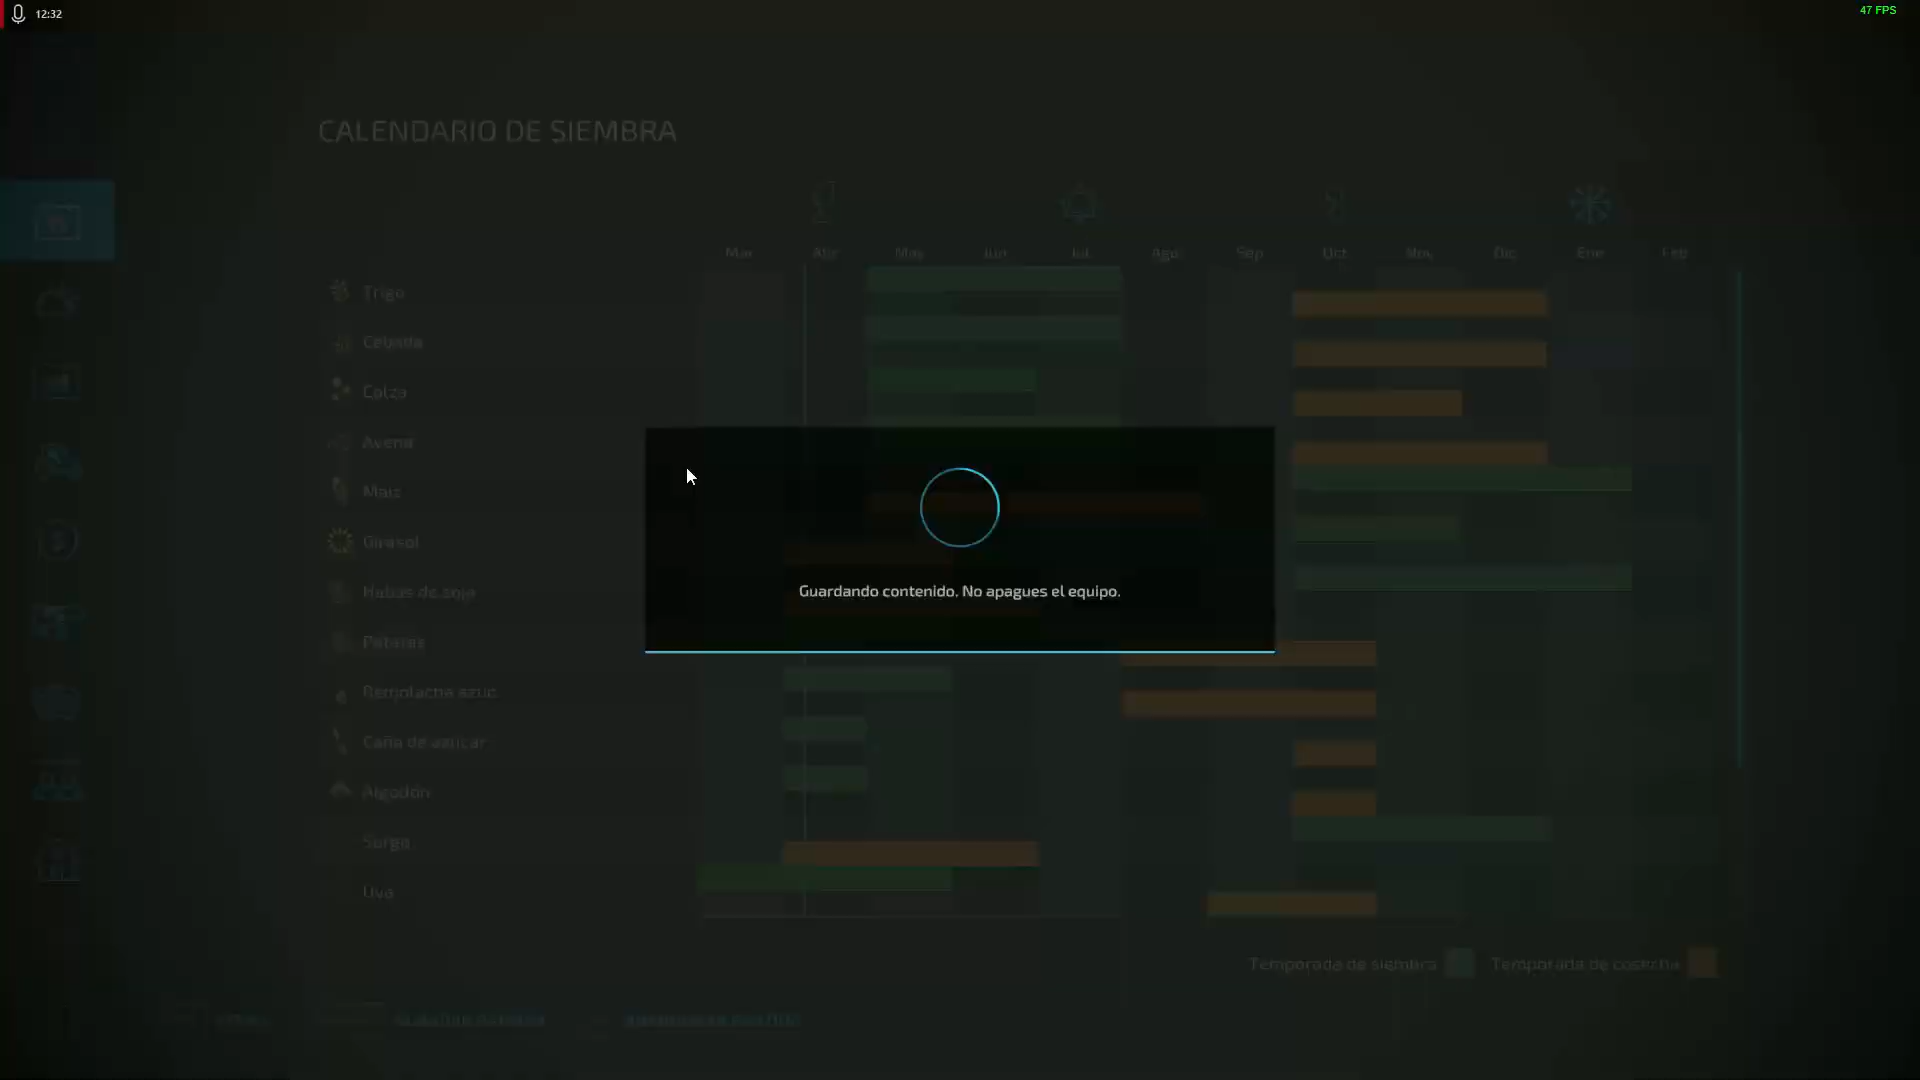 12:32
47 FPS
CALENDARIO DE SIEMBRA
Mar Abr May Jun Jul Ago Sep Oct Nov Dic Ene Feb
Trigo
Cebada
Colza
Avena
Maíz
Girasol
Habas de soja
Patatas
Remolacha azuc.
Caña de azúcar
Algodón
Sorgo
Uva
Guardando contenido. No apagues el equipo.
Temporada de siembra Temporada de cosecha